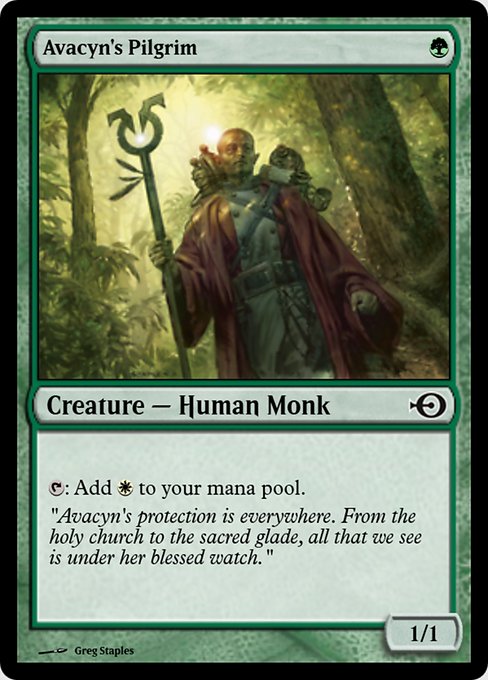 Avacyn's Pilgrim
Creature — Human Monk
: Add to your mana pool.
"Avacyn's protection is everywhere. From the
holy church to the sacred glade, all that we see
is under her blessed watch."
1/1
Greg Staples